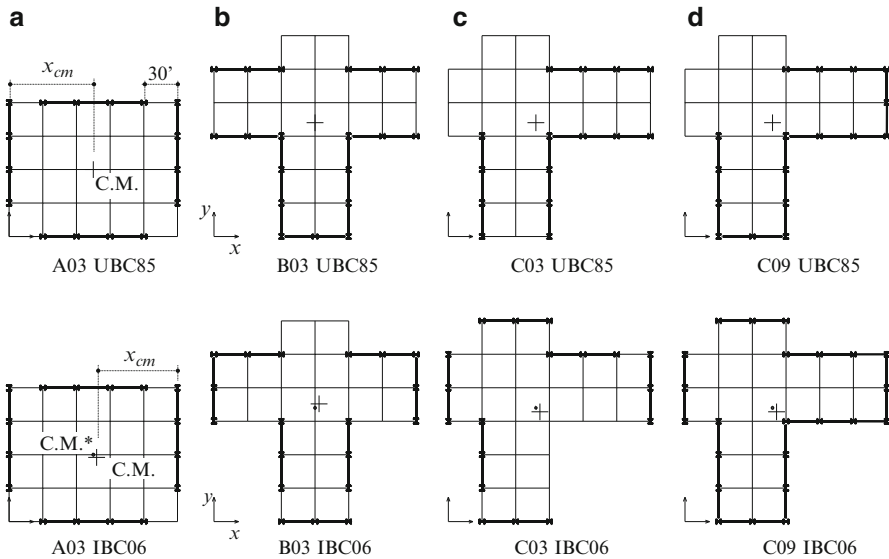 a
b
c
d
x_cm
30'
C.M.
y
x
A03 UBC85
B03 UBC85
C03 UBC85
C09 UBC85
x_cm
C.M.*
C.M.
y
x
A03 IBC06
B03 IBC06
C03 IBC06
C09 IBC06